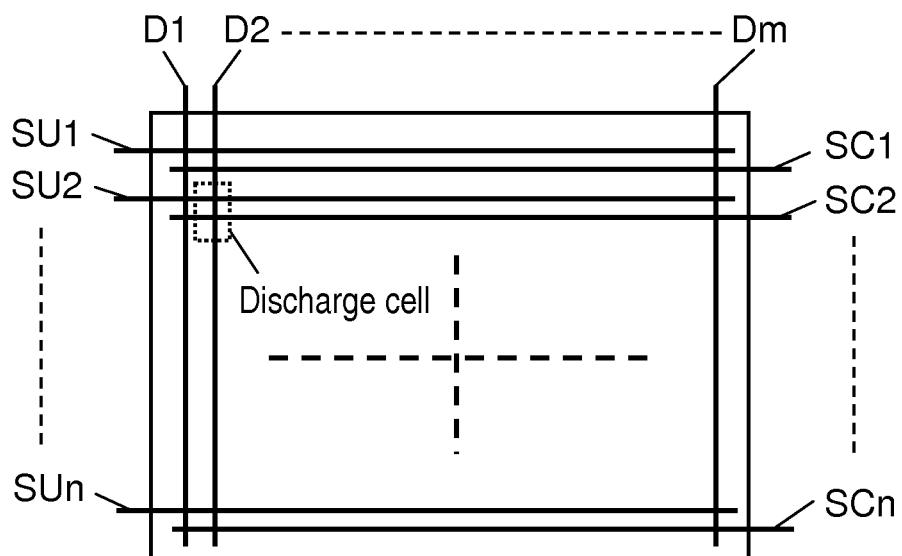 D1 D2 Dm
SU1 SC1
SU2 SC2
Discharge cell
SUn SCn